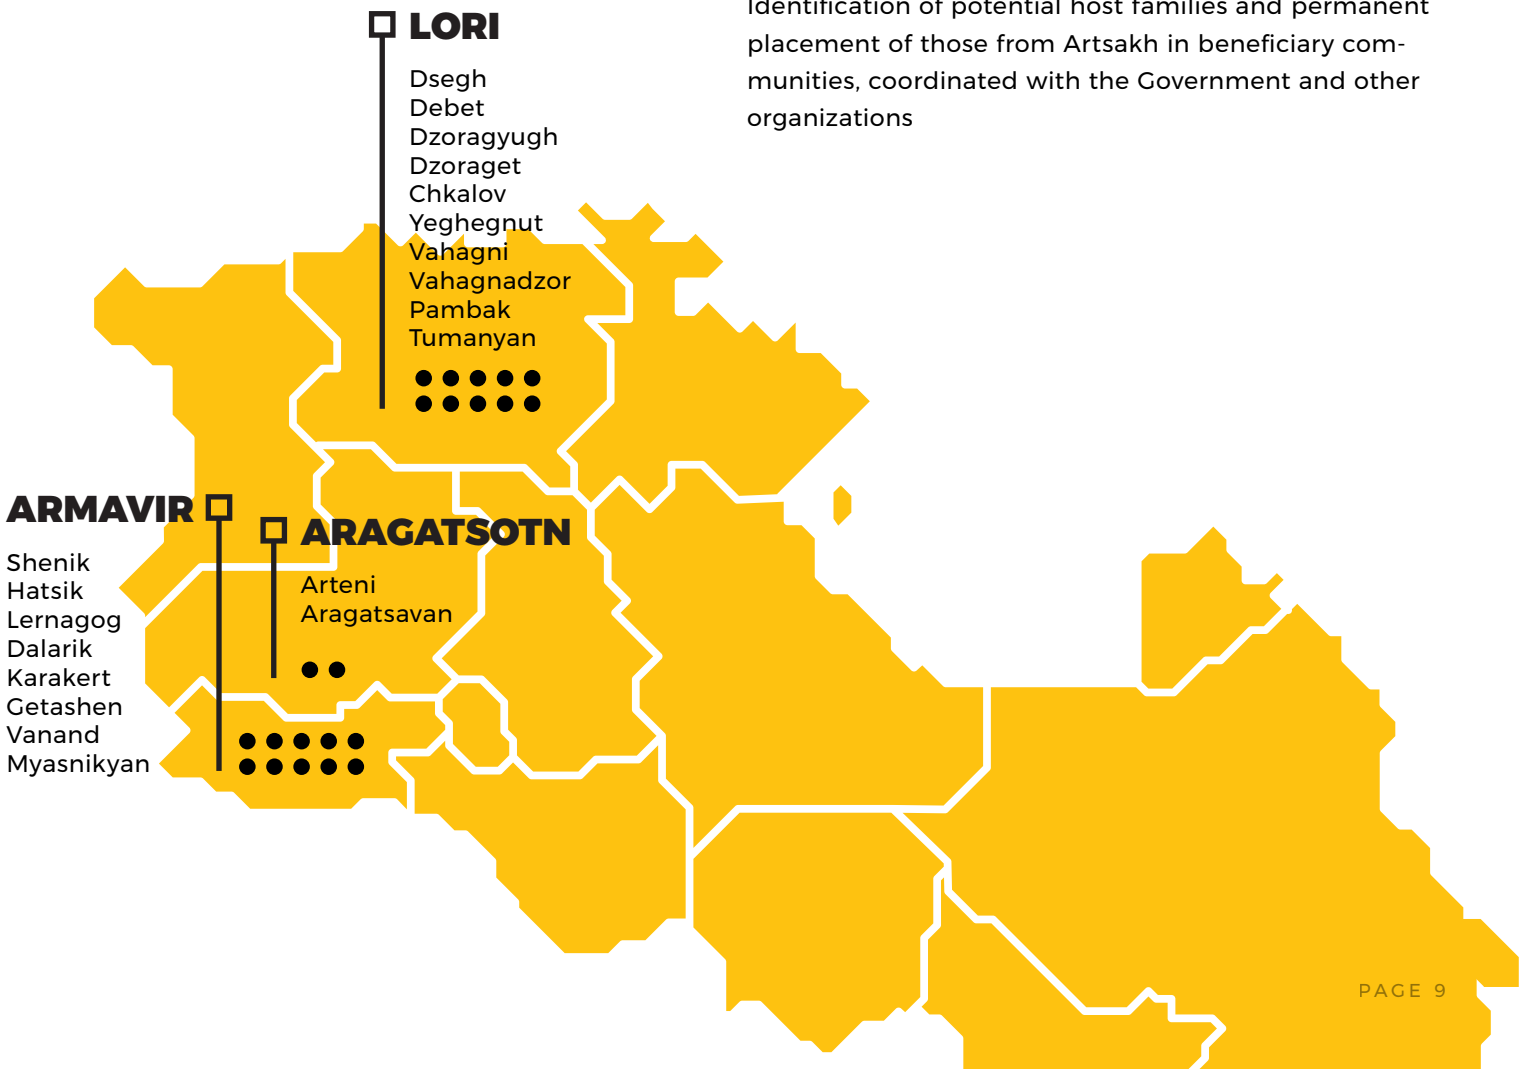 Identification of potential host families and permanent
placement of those from Artsakh in beneficiary com-
munities, coordinated with the Government and other
organizations
LORI
Dsegh
Debet
Dzoragyugh
Dzoraget
Chkalov
Yeghegnut
Vahagni
Vahagnadzor
Pambak
Tumanyan
ARMAVIR
Shenik
Hatsik
Lernagog
Dalarik
Karakert
Getashen
Vanand
Myasnikyan
ARAGATSOTN
Arteni
Aragatsavan
PAGE 9